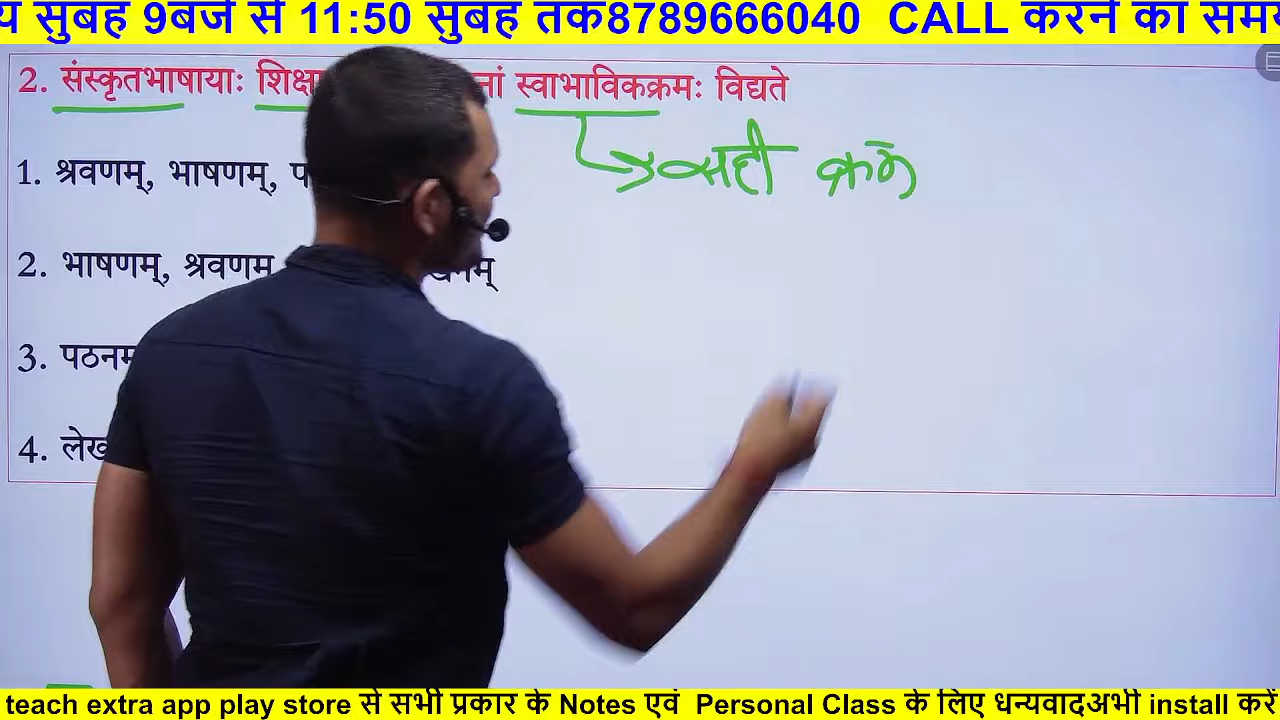 सुबह 9बजे से 11:50 सुबह तक8789666040 CALL करने का
2. संस्कृतभाषायाः स्वाभाविकक्रमः विद्यते
सही क्रम
1. श्रवणम्, भाषणम्,
2. भाषणम्, श्रवणम्
3.
4.
teach extra app play store से सभी प्रकार के Notes एवं Personal Class के लिए धन्यवादअभी install करें